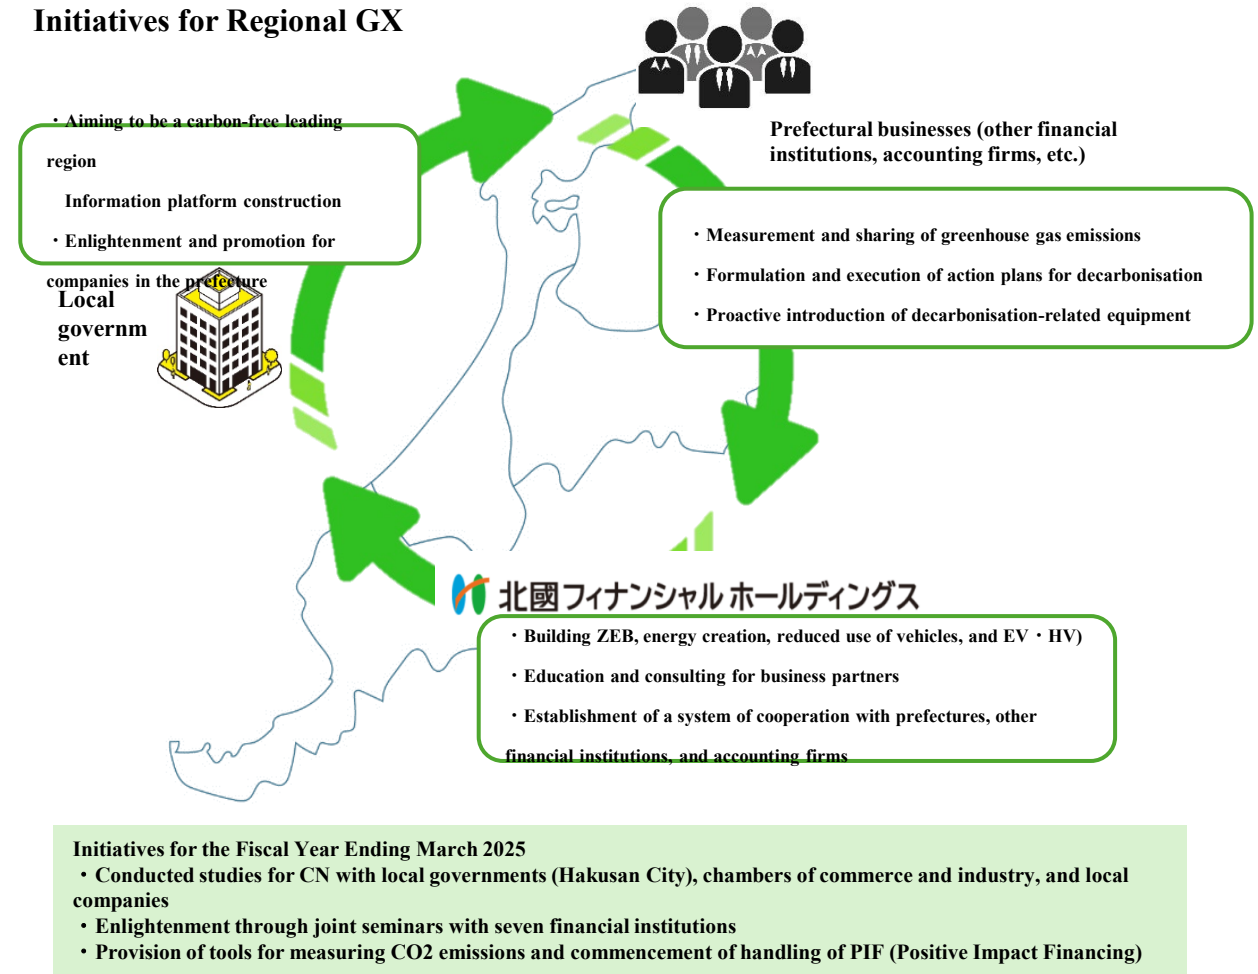 Initiatives for Regional GX
・Aiming to be a carbon-free leading
region
Information platform construction
・Enlightenment and promotion for
companies in the prefecture
Local
governm
ent
Prefectural businesses (other financial
institutions, accounting firms, etc.)
・Measurement and sharing of greenhouse gas emissions
・Formulation and execution of action plans for decarbonisation
・Proactive introduction of decarbonisation-related equipment
北國フィナンシャルホールディングス
・Building ZEB, energy creation, reduced use of vehicles, and EV・HV)
・Education and consulting for business partners
・Establishment of a system of cooperation with prefectures, other
financial institutions, and accounting firms
Initiatives for the Fiscal Year Ending March 2025
・Conducted studies for CN with local governments (Hakusan City), chambers of commerce and industry, and local
companies
・Enlightenment through joint seminars with seven financial institutions
・Provision of tools for measuring CO2 emissions and commencement of handling of PIF (Positive Impact Financing)